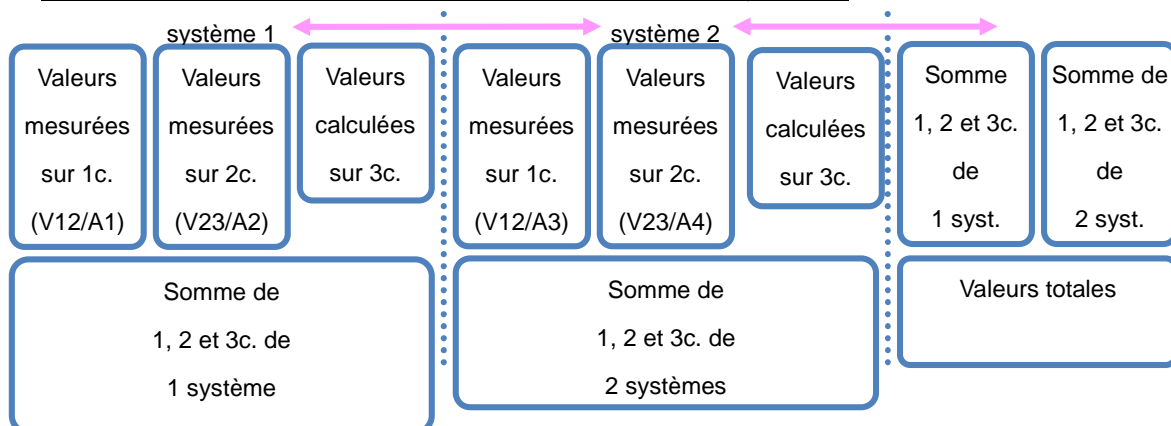 système 1
système 2
Valeurs
mesurées
sur 1c.
(V12/A1)
Valeurs
mesurées
sur 2c.
(V23/A2)
Valeurs
calculées
sur 3c.
Valeurs
mesurées
sur 1c.
(V12/A3)
Valeurs
mesurées
sur 2c.
(V23/A4)
Valeurs
calculées
sur 3c.
Somme
1, 2 et 3c.
de
1 syst.
Somme de
1, 2 et 3c.
de
2 syst.
Somme de
1, 2 et 3c. de
1 système
Somme de
1, 2 et 3c. de
2 systèmes
Valeurs totales